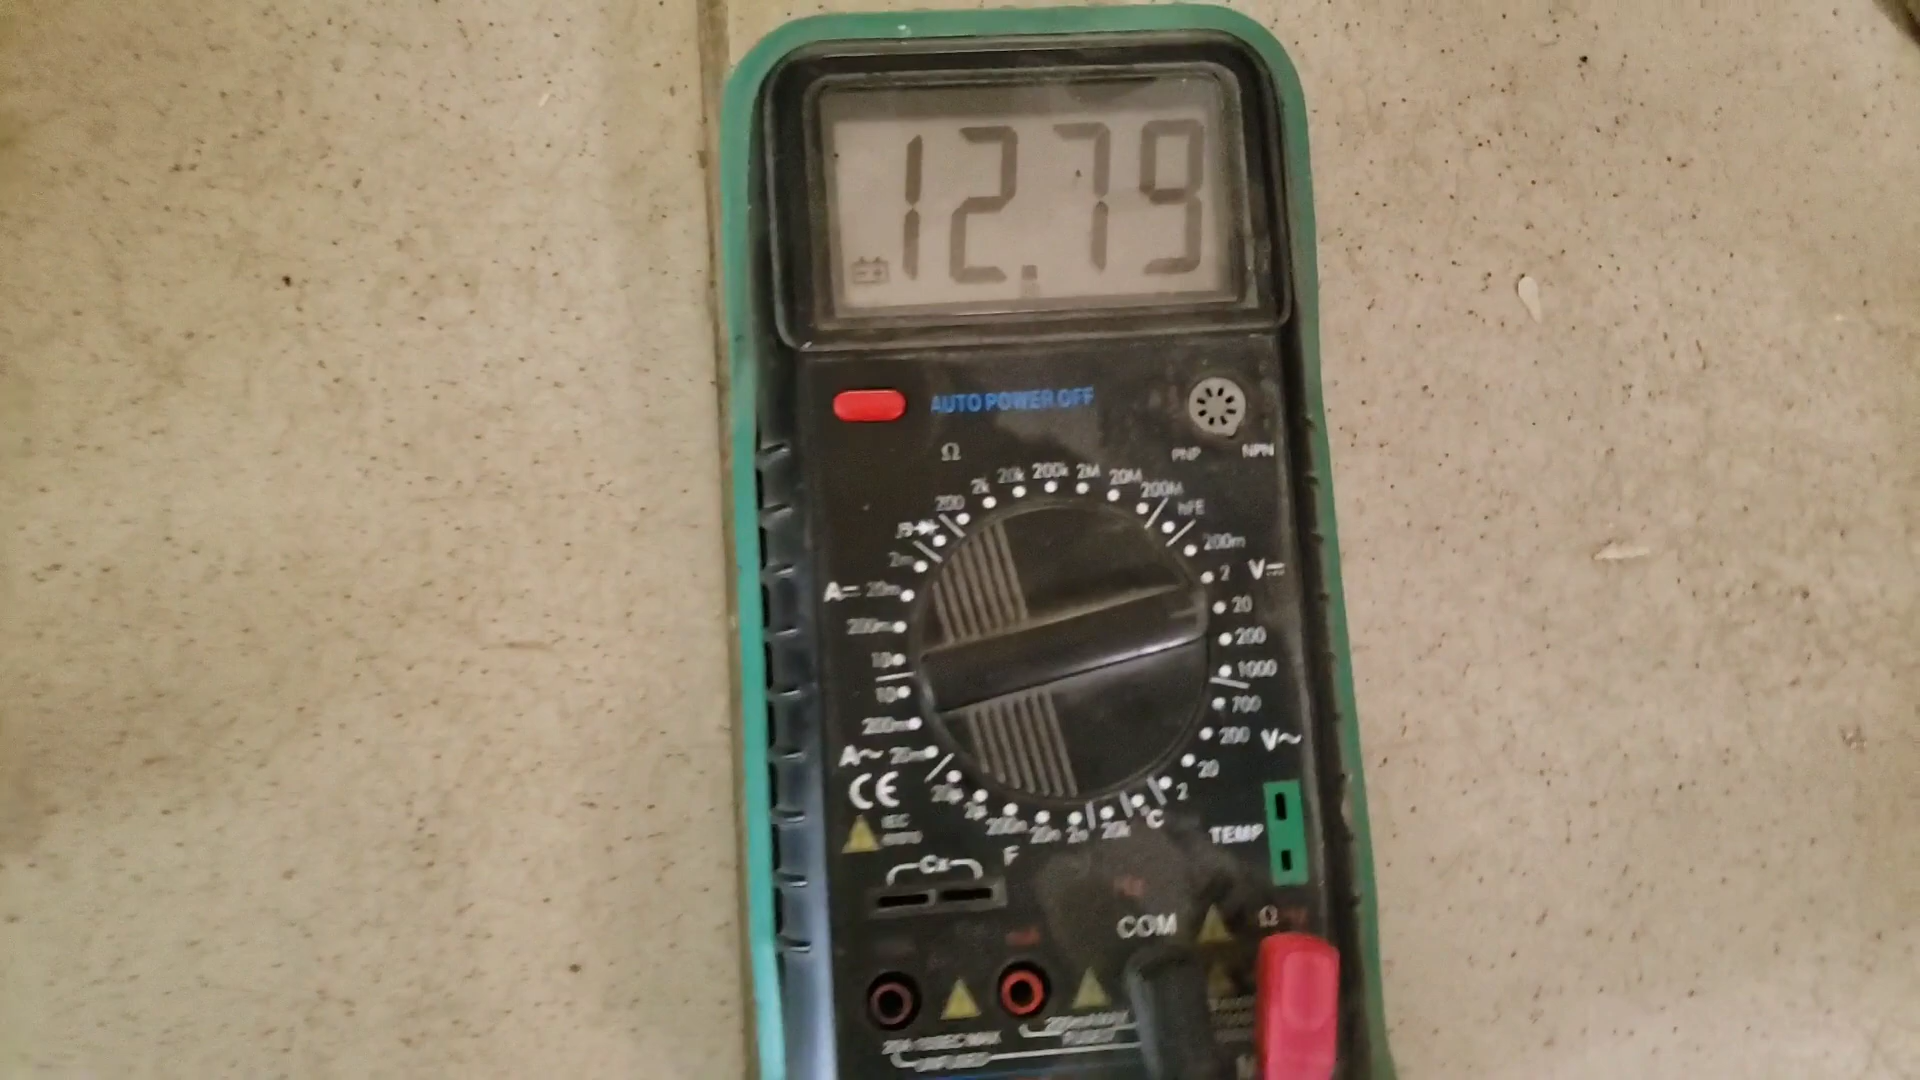 12.79
AUTO POWER OFF
Ω
PNP
NPN
200
2k
20k
200k
2M
20M
200M
hFE
2m
A⎓ 20m
200m
10
10
200m
A~ 20m
200m
2 V⎓
20
200
1000
700
200 V~
20
2
°C
20k
2n
20n
200n
2µ
20µ
F
CE
IEC
Cx
TEMP
COM
Ω